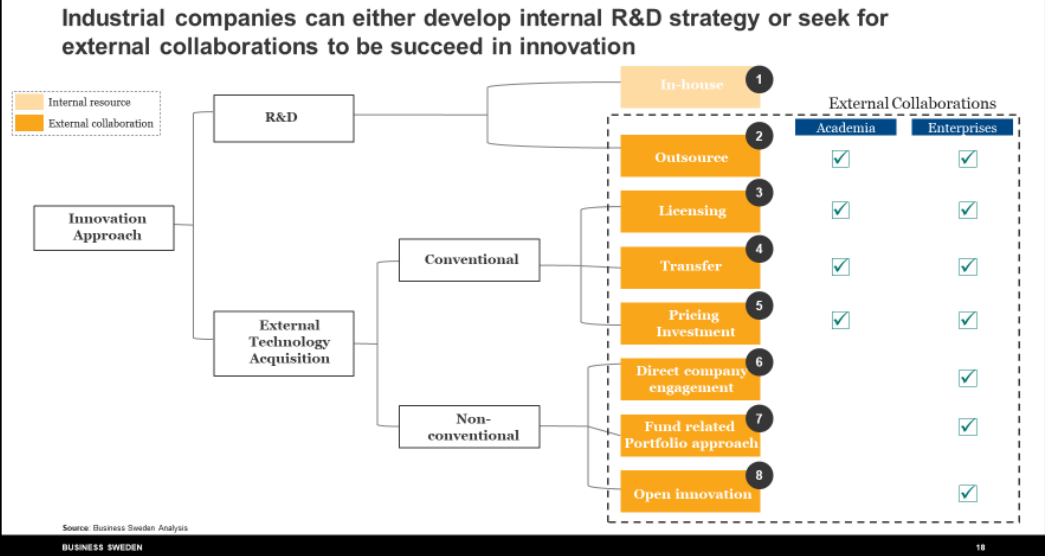 Industrial companies can either develop internal R&D strategy or seek for
external collaborations to be succeed in innovation
Internal resource
External collaboration
Innovation
Approach
R&D
External
Technology
Acquisition
Conventional
Non-
conventional
In-house
1
Outsource
2
Licensing
3
Transfer
4
Pricing
Investment
5
Direct company
engagement
6
Fund related
Portfolio approach
7
Open innovation
8
External Collaborations
Academia
Enterprises
Source: Business Sweden Analysis
BUSINESS SWEDEN
18